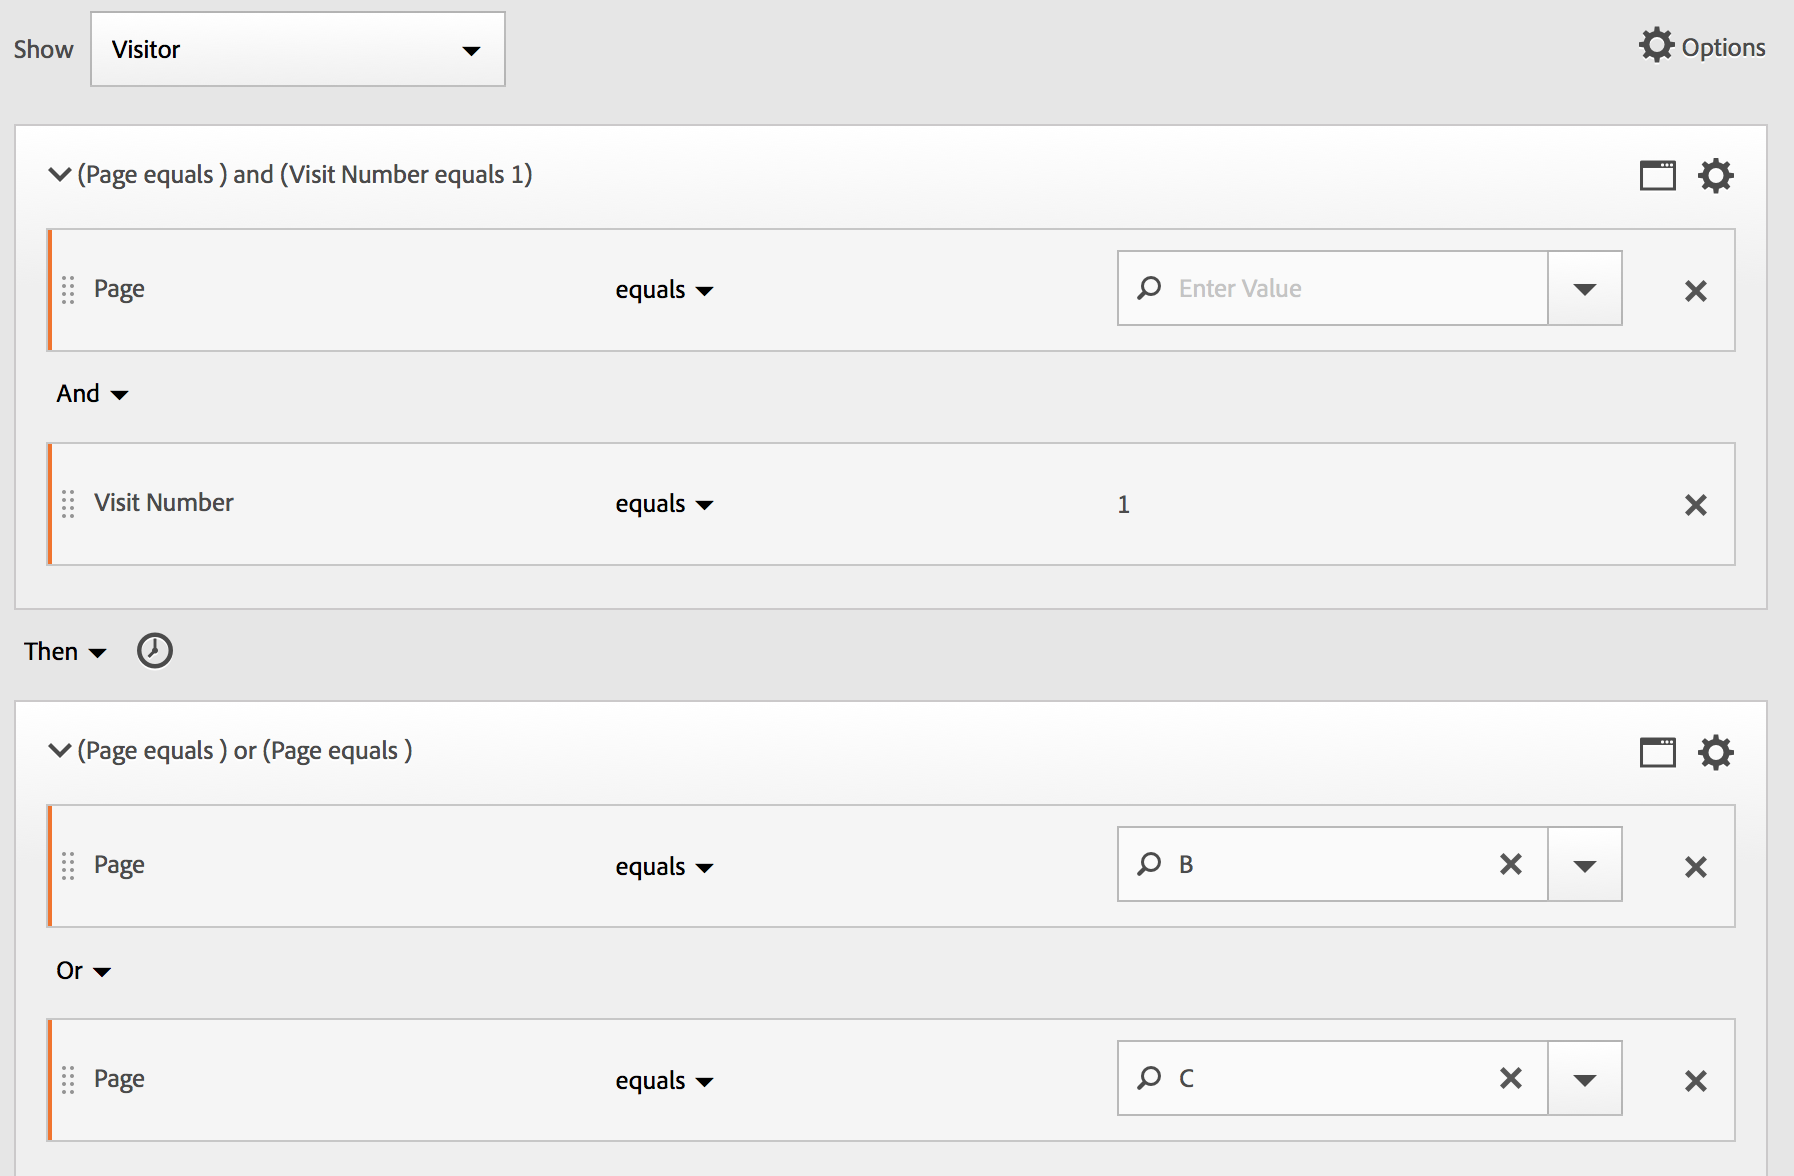 Show Visitor Options
(Page equals ) and (Visit Number equals 1)
Page equals Enter Value
And
Visit Number equals 1
Then
(Page equals ) or (Page equals )
Page equals B
Or
Page equals C